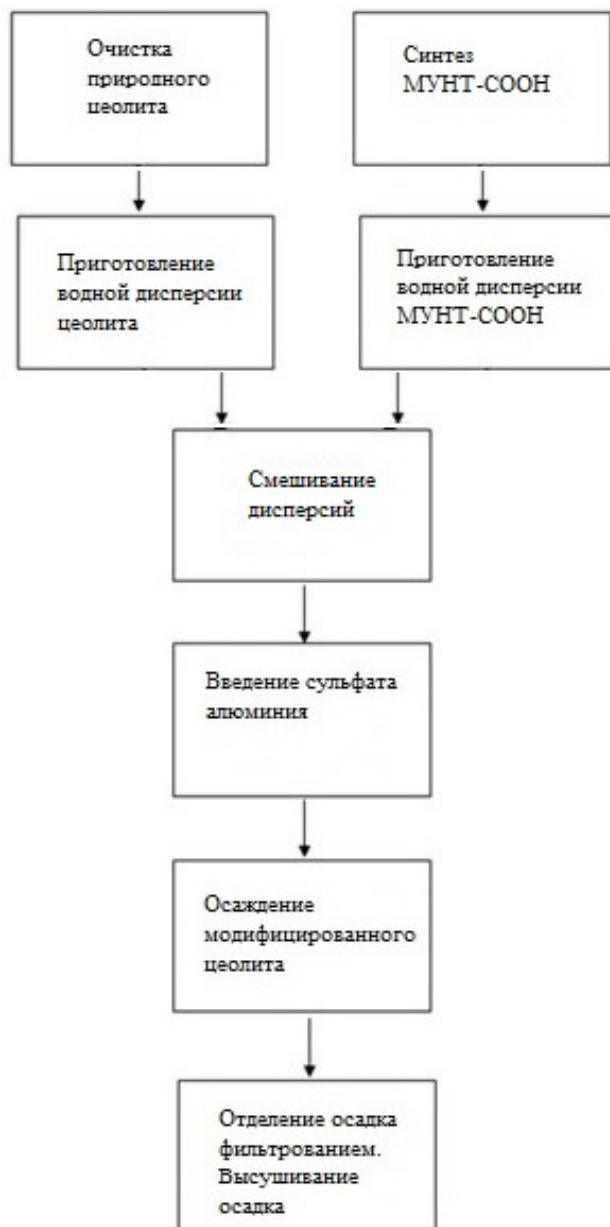 Очистка
природного
цеолита
Синтез
МУНТ-СООН
Приготовление
водной дисперсии
цеолита
Приготовление
водной дисперсии
МУНТ-СООН
Смешивание
дисперсий
Введение сульфата
алюминия
Осаждение
модифицированного
цеолита
Отделение осадка
фильтрованием.
Высушивание
осадка